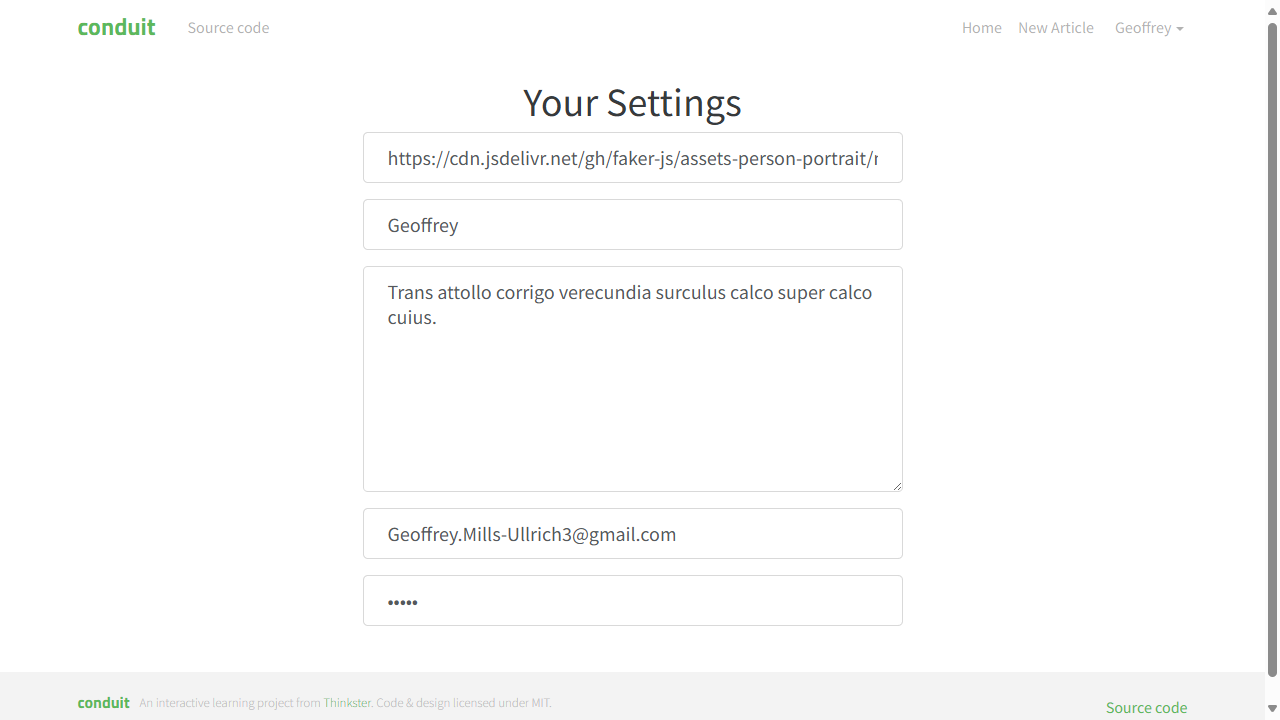 conduit Source code Home New Article Geoffrey
Your Settings
https://cdn.jsdelivr.net/gh/faker-js/assets-person-portrait/
Geoffrey
Trans attollo corrigo verecundia surculus calco super calco
cuius.
Geoffrey.Mills-Ullrich3@gmail.com
•••••
conduit An interactive learning project from Thinkster. Code & design licensed under MIT.
Source code